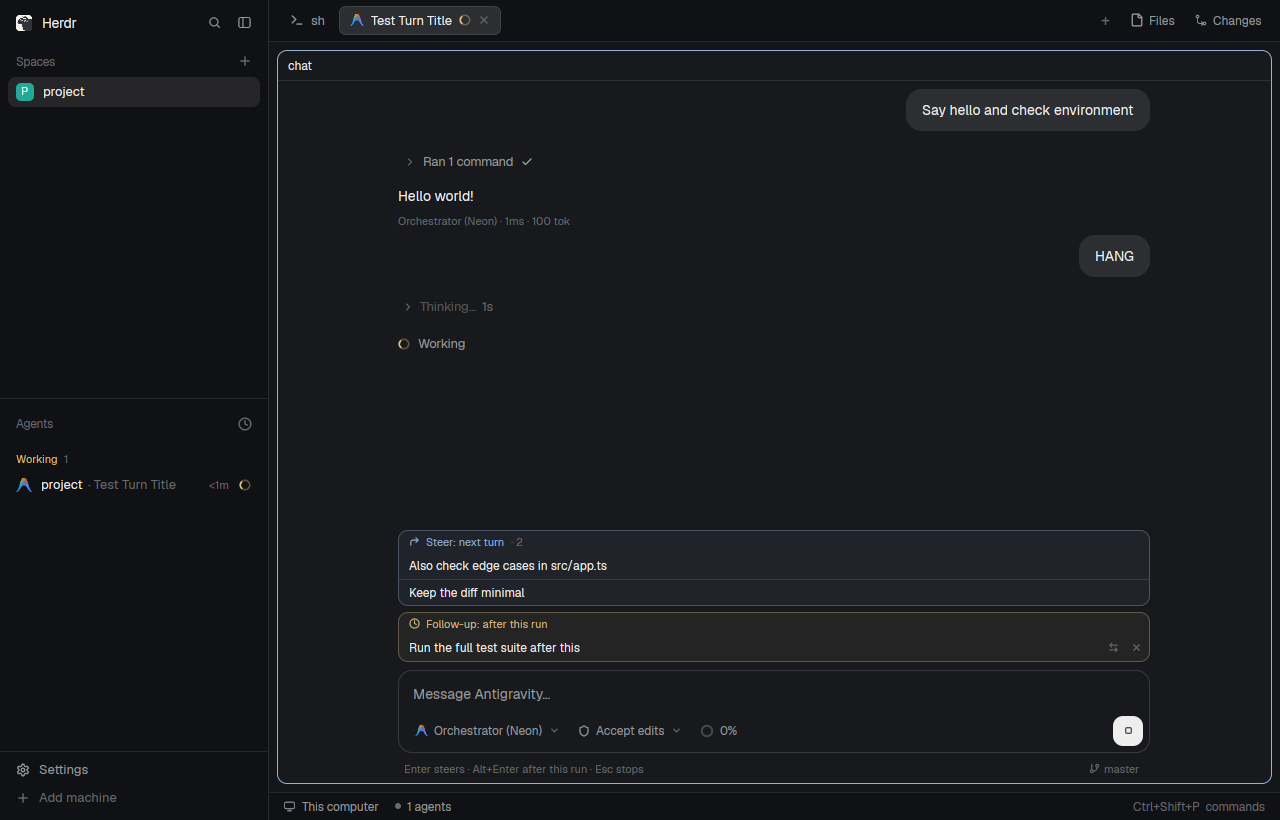 Herdr
Spaces
P project
Agents
Working 1
project · Test Turn Title <1m
Settings
Add machine
sh
Test Turn Title
Files
Changes
chat
Say hello and check environment
Ran 1 command
Hello world!
Orchestrator (Neon) · 1ms · 100 tok
HANG
Thinking... 1s
Working
Steer: next turn · 2
Also check edge cases in src/app.ts
Keep the diff minimal
Follow-up: after this run
Run the full test suite after this
Message Antigravity...
Orchestrator (Neon) Accept edits 0%
Enter steers · Alt+Enter after this run · Esc stops
master
This computer 1 agents
Ctrl+Shift+P commands